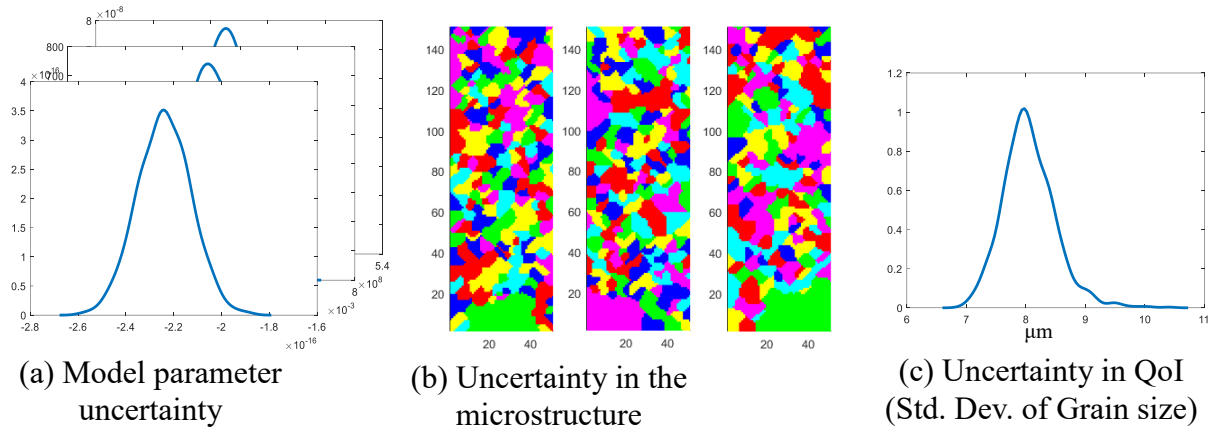 8 ×10^-8
800
×10^16
700
4
3.5
3
2.5
2
1.5
1
0.5
0
-2.8 -2.6 -2.4 -2.2 -2 -1.8 -1.6
×10^-16
×10^-3
8 ×10^8
5.4
140 140 140
120 120 120
100 100 100
80 80 80
60 60 60
40 40 40
20 20 20
20 40 20 40 20 40
1.2
1
0.8
0.6
0.4
0.2
0
6 7 8 9 10 11
μm
(a) Model parameter
uncertainty
(b) Uncertainty in the
microstructure
(c) Uncertainty in QoI
(Std. Dev. of Grain size)